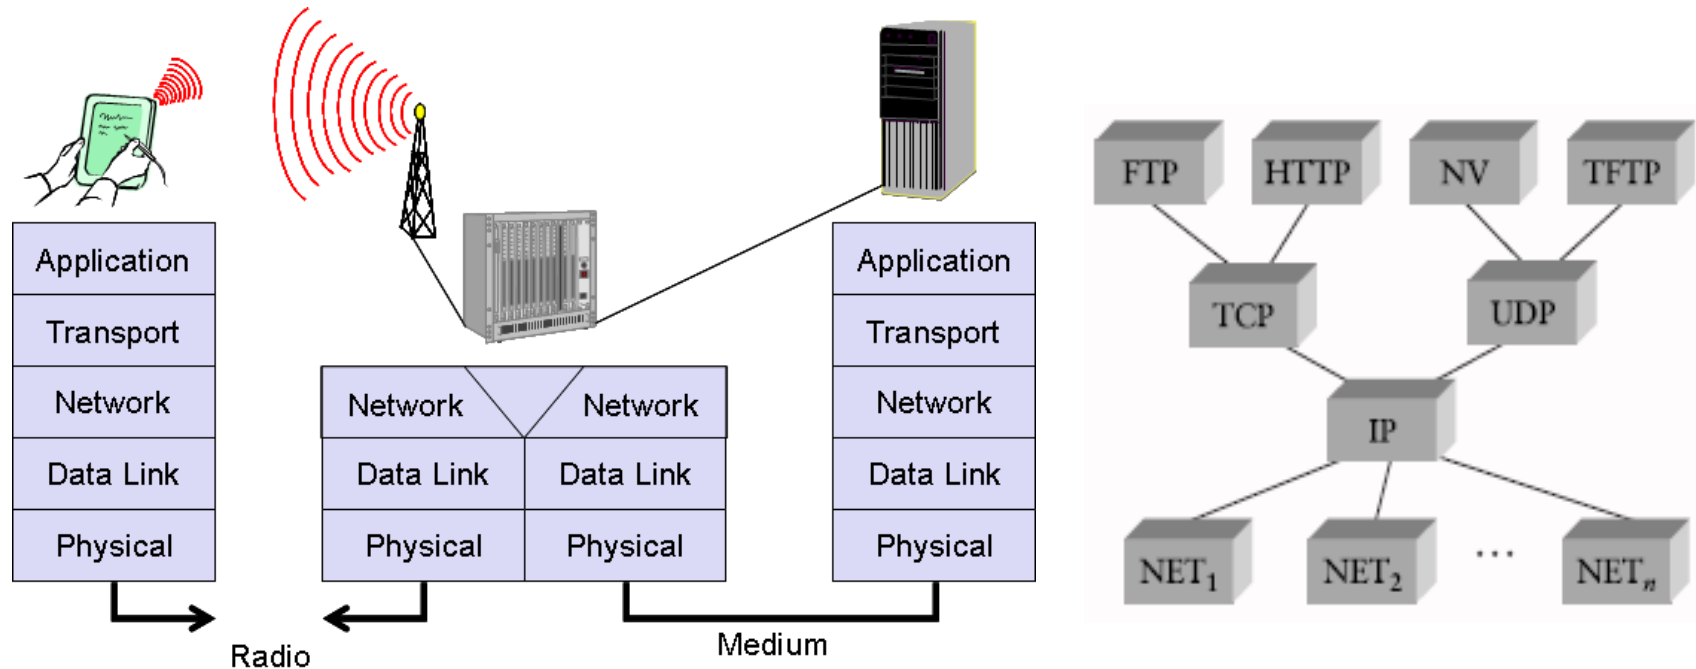 Application
Transport
Network
Data Link
Physical
Network Network
Data Link Data Link
Physical Physical
Application
Transport
Network
Data Link
Physical
Radio
Medium
FTP HTTP NV TFTP
TCP UDP
IP
NET1 NET2 ... NETn